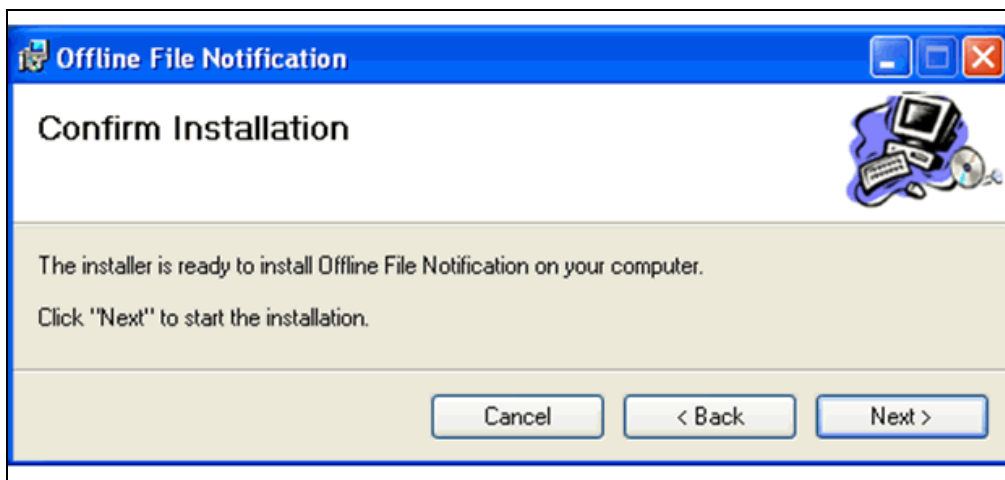 Offline File Notification
Confirm Installation
The installer is ready to install Offline File Notification on your computer.
Click "Next" to start the installation.
Cancel
< Back
Next >